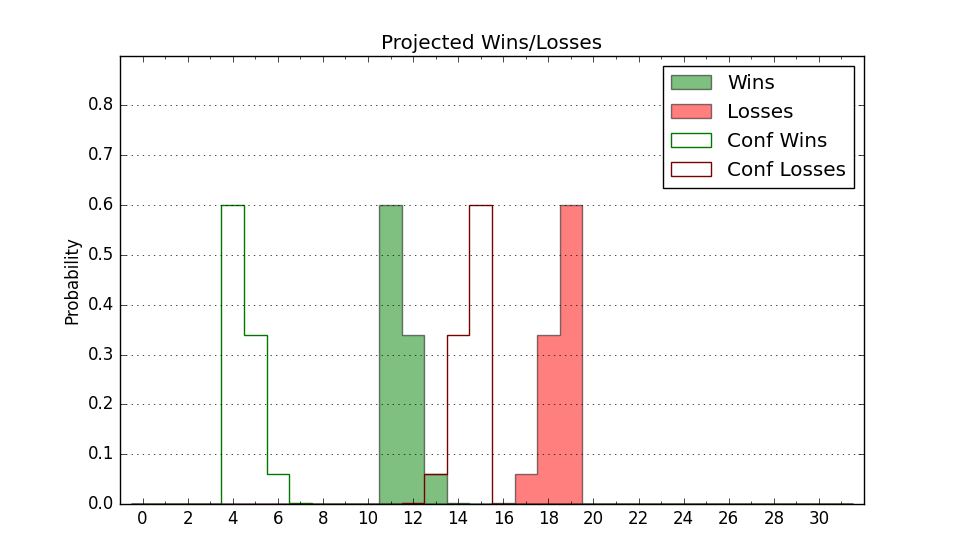 Projected Wins/Losses
Wins
Losses
Conf Wins
Conf Losses
Probability
0.8
0.7
0.6
0.5
0.4
0.3
0.2
0.1
0.0
0 2 4 6 8 10 12 14 16 18 20 22 24 26 28 30